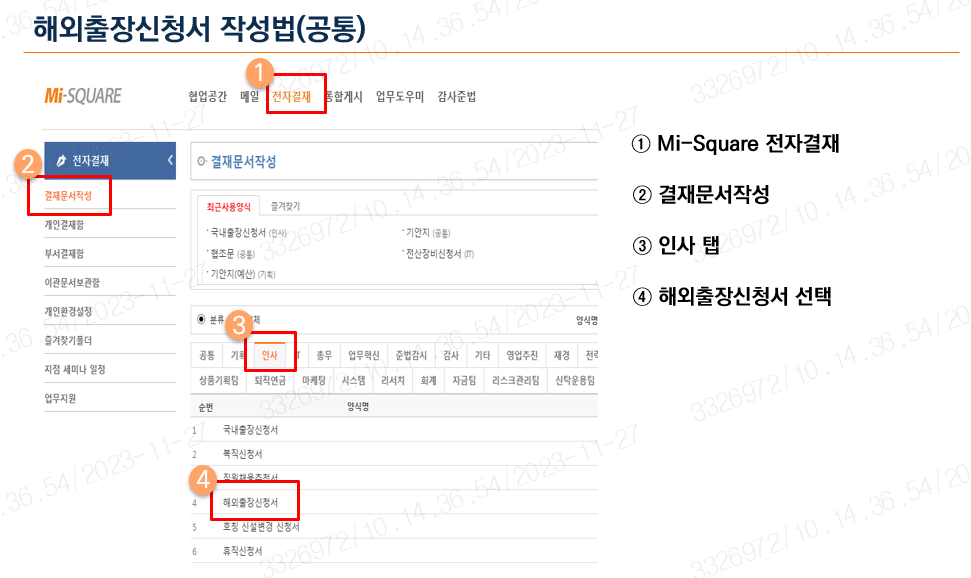 해외출장신청서 작성법(공통)
Mi-SQUARE
협업공간 메일 전자결재 통합게시 업무도우미 감사준법
1
2
전자결재
결재문서작성
개인결재함
부서결재함
이관문서보관함
개인환경설정
즐겨찾기폴더
지점 세미나 일정
업무지원
결재문서작성
최근사용양식 즐겨찾기
국내출장신청서 (인사) 기안지 (공통)
협조문 (공통) 전산장비신청서 (IT)
기안지(예산) (기획)
분류 양식명
3
공통 인사 총무 업무혁신 준법감시 감사 기타 영업추진 재경
상품기획팀 퇴직연금 마케팅 시스템 리서치 회계 자금팀 리스크관리팀 신탁운용팀
순번 양식명
1 국내출장신청서
2 복직신청서
4
4 해외출장신청서
5 호칭 신설변경 신청서
6 휴직신청서
① Mi-Square 전자결재
② 결재문서작성
③ 인사 탭
④ 해외출장신청서 선택
3326972/10.14.36.54/2023-11-27